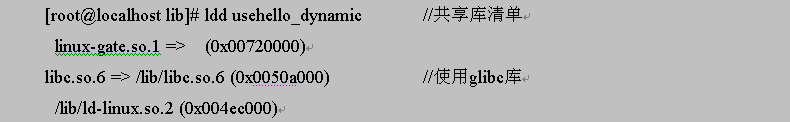 [root@localhost lib]# ldd usehello_dynamic //共享库清单
linux-gate.so.1 => (0x00720000)
libc.so.6 => /lib/libc.so.6 (0x0050a000) //使用glibc库
/lib/ld-linux.so.2 (0x004ec000)